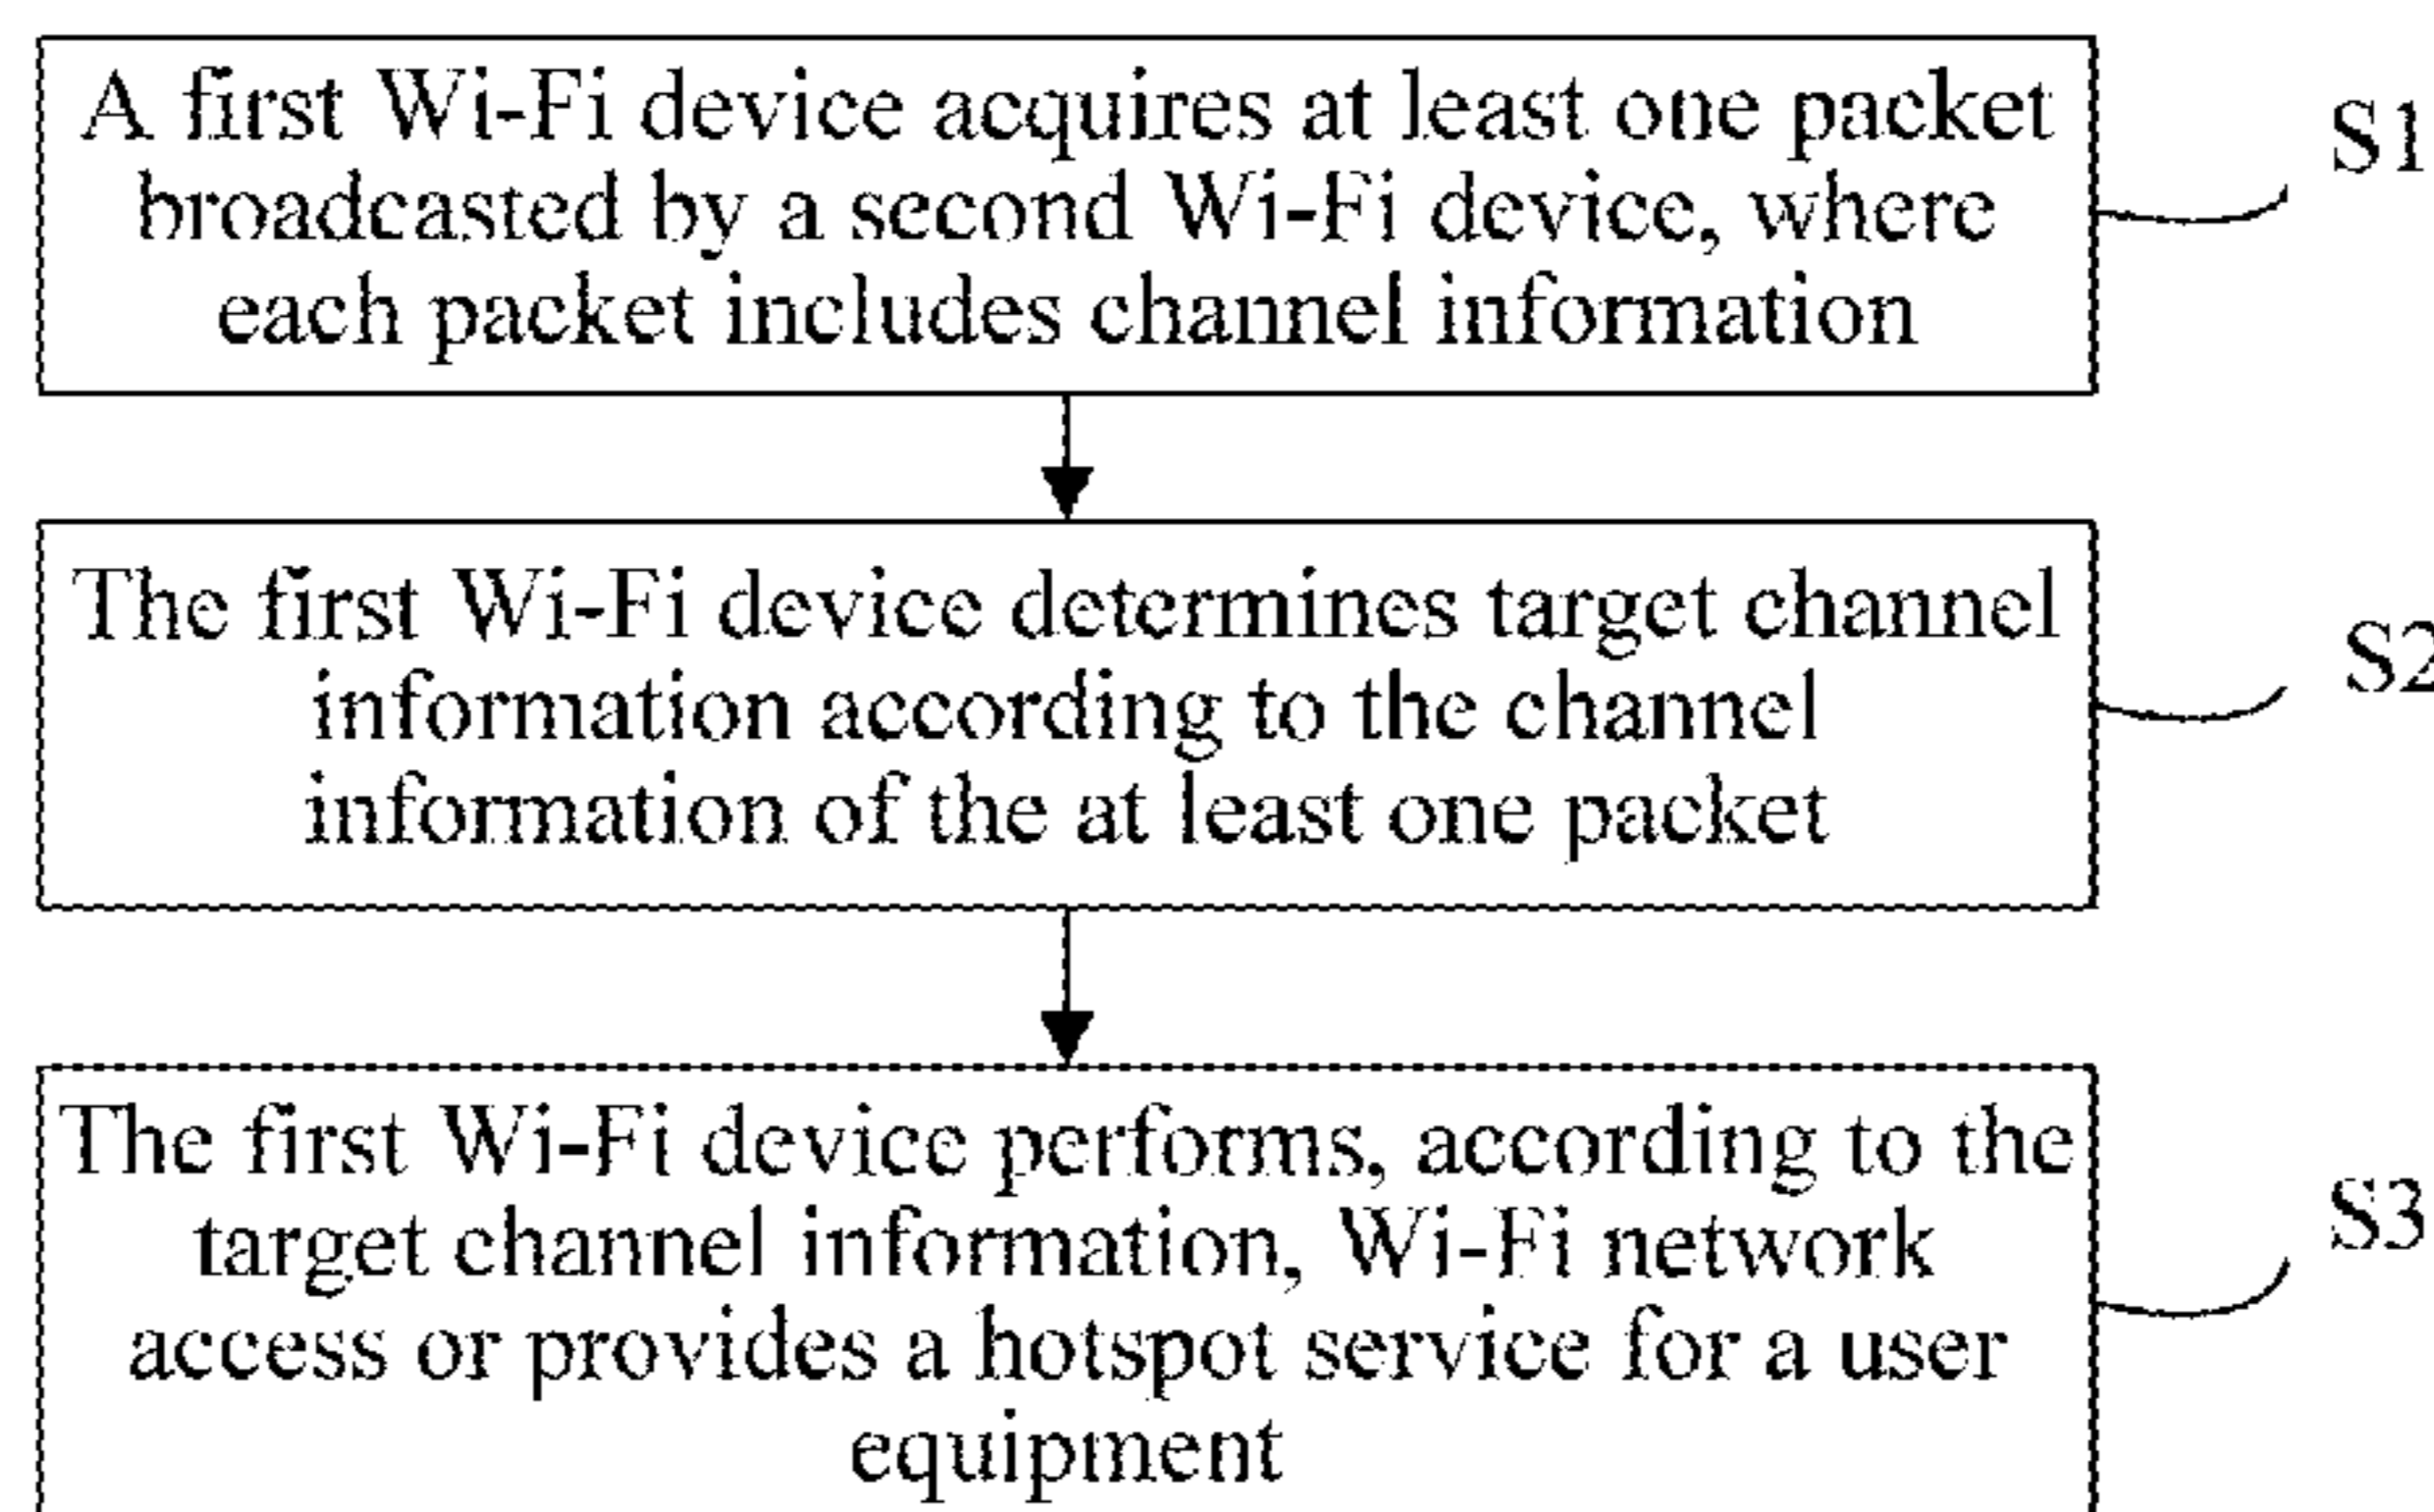 A first Wi-Fi device acquires at least one packet
broadcasted by a second Wi-Fi device, where
each packet includes channel information
S1
The first Wi-Fi device determines target channel
information according to the channel
information of the at least one packet
S2
The first Wi-Fi device performs, according to the
target channel information, Wi-Fi network
access or provides a hotspot service for a user
equipment
S3